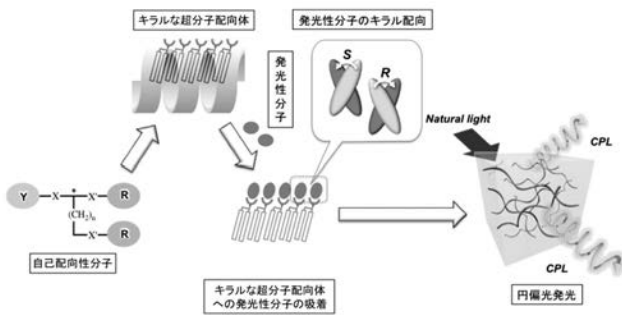 キラルな超分子配向体
発光性分子のキラル配向
発光性分子
S
R
Natural light
CPL
Y
X
*
X'
R
(CH₂)n
X'
R
自己配向性分子
キラルな超分子配向体
への発光性分子の吸着
CPL
円偏光発光